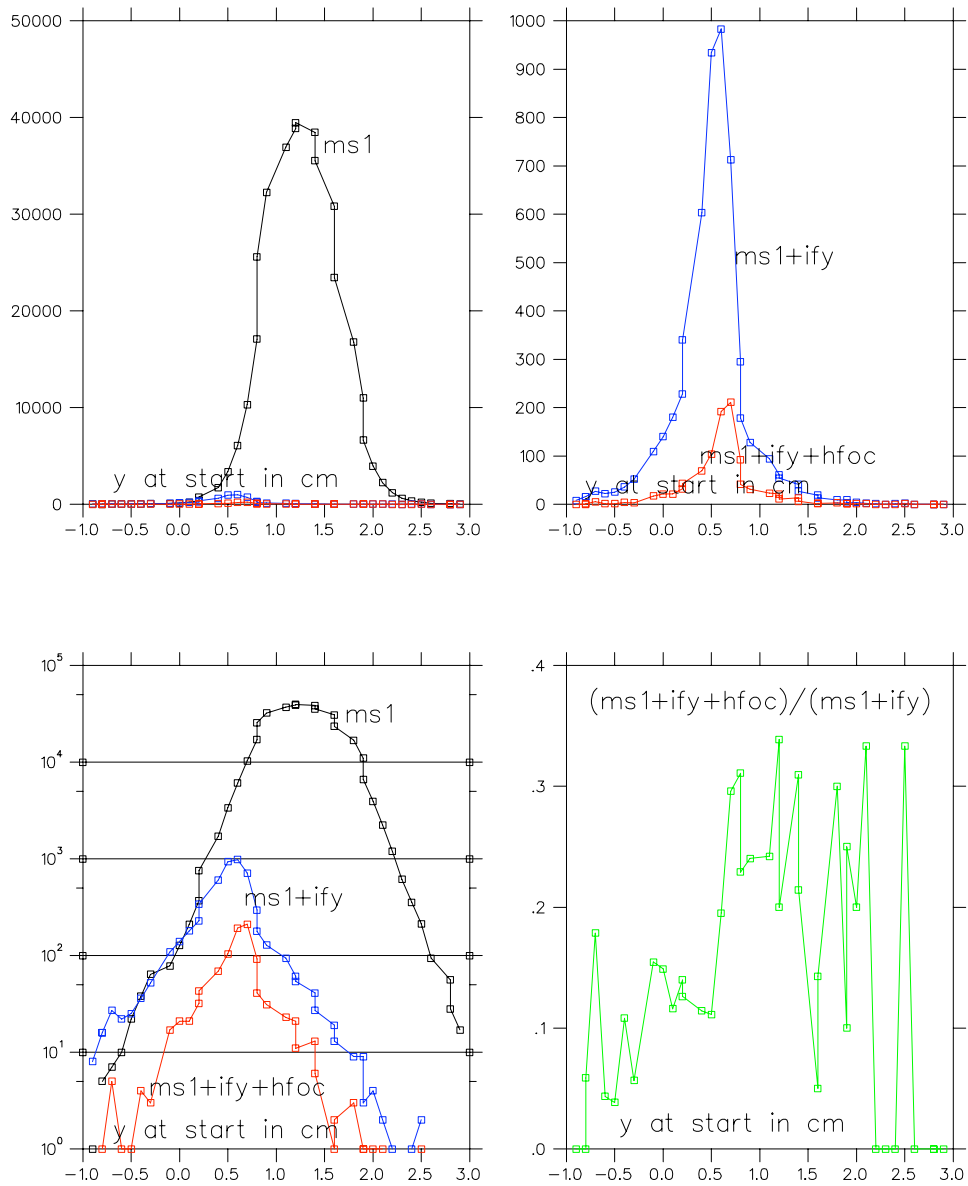 50000
40000
30000
20000
10000
0
ms1
y at start in cm
-1.0 -0.5 0.0 0.5 1.0 1.5 2.0 2.5 3.0
1000
900
800
700
600
500
400
300
200
100
0
ms1+ify
ms1+ify+hfoc
y at start in cm
-1.0 -0.5 0.0 0.5 1.0 1.5 2.0 2.5 3.0
10^5
10^4
10^3
10^2
10^1
10^0
ms1
ms1+ify
ms1+ify+hfoc
y at start in cm
-1.0 -0.5 0.0 0.5 1.0 1.5 2.0 2.5 3.0
.4
.3
.2
.1
.0
(ms1+ify+hfoc)/(ms1+ify)
y at start in cm
-1.0 -0.5 0.0 0.5 1.0 1.5 2.0 2.5 3.0